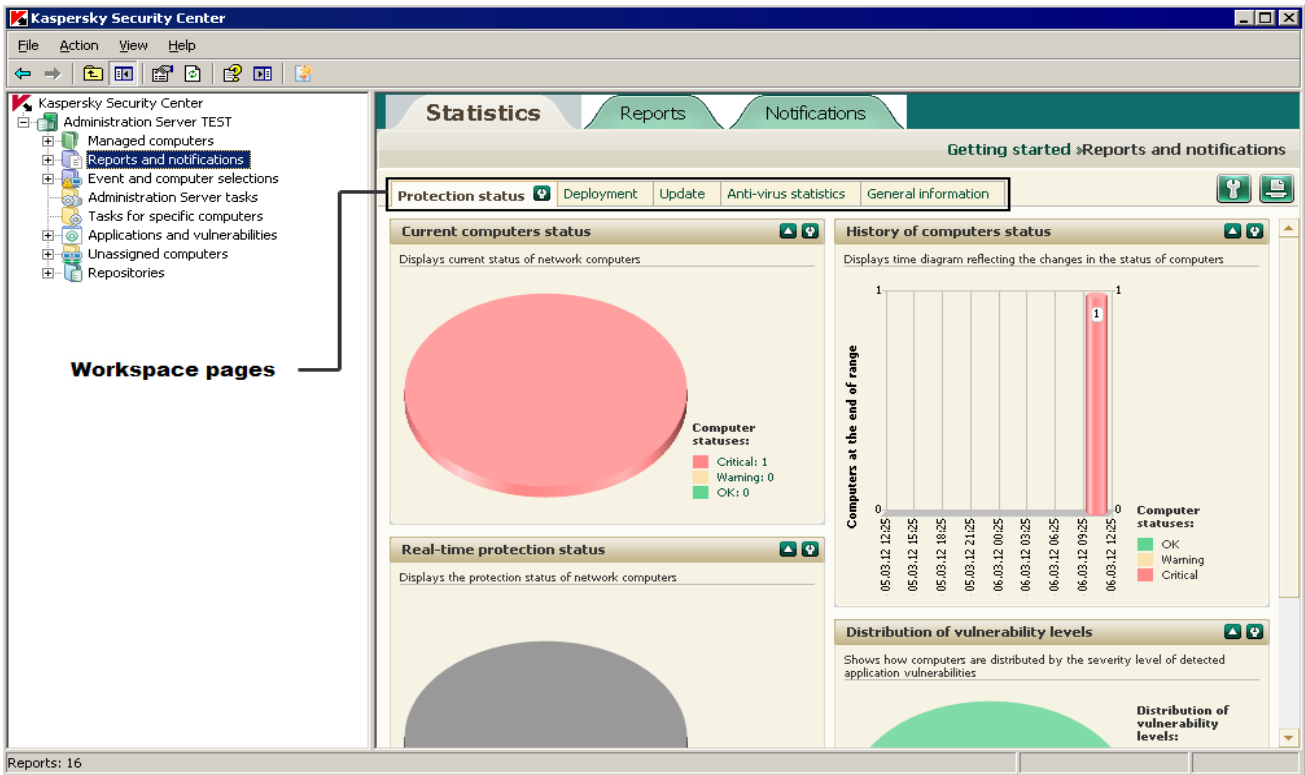 Kaspersky Security Center
File Action View Help
Kaspersky Security Center
Administration Server TEST
Managed computers
Reports and notifications
Event and computer selections
Administration Server tasks
Tasks for specific computers
Applications and vulnerabilities
Unassigned computers
Repositories
Workspace pages
Statistics Reports Notifications
Getting started »Reports and notifications
Protection status Deployment Update Anti-virus statistics General information
Current computers status
Displays current status of network computers
Computer
statuses:
Critical: 1
Warning: 0
OK: 0
History of computers status
Displays time diagram reflecting the changes in the status of computers
1 1
1
Computers at the end of range
0 0
05.03.12 12:25
05.03.12 15:25
05.03.12 18:25
05.03.12 21:25
06.03.12 00:25
06.03.12 03:25
06.03.12 06:25
06.03.12 09:25
06.03.12 12:25
Computer
statuses:
OK
Warning
Critical
Real-time protection status
Displays the protection status of network computers
Distribution of vulnerability levels
Shows how computers are distributed by the severity level of detected
application vulnerabilities
Distribution of
vulnerability
levels:
Reports: 16